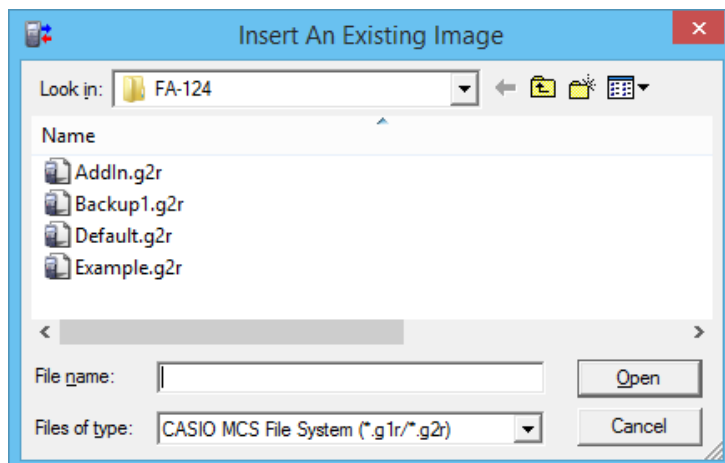 Insert An Existing Image
Look in: FA-124
Name
AddIn.g2r
Backup1.g2r
Default.g2r
Example.g2r
File name: Open
Files of type: CASIO MCS File System (*.g1r/*.g2r) Cancel